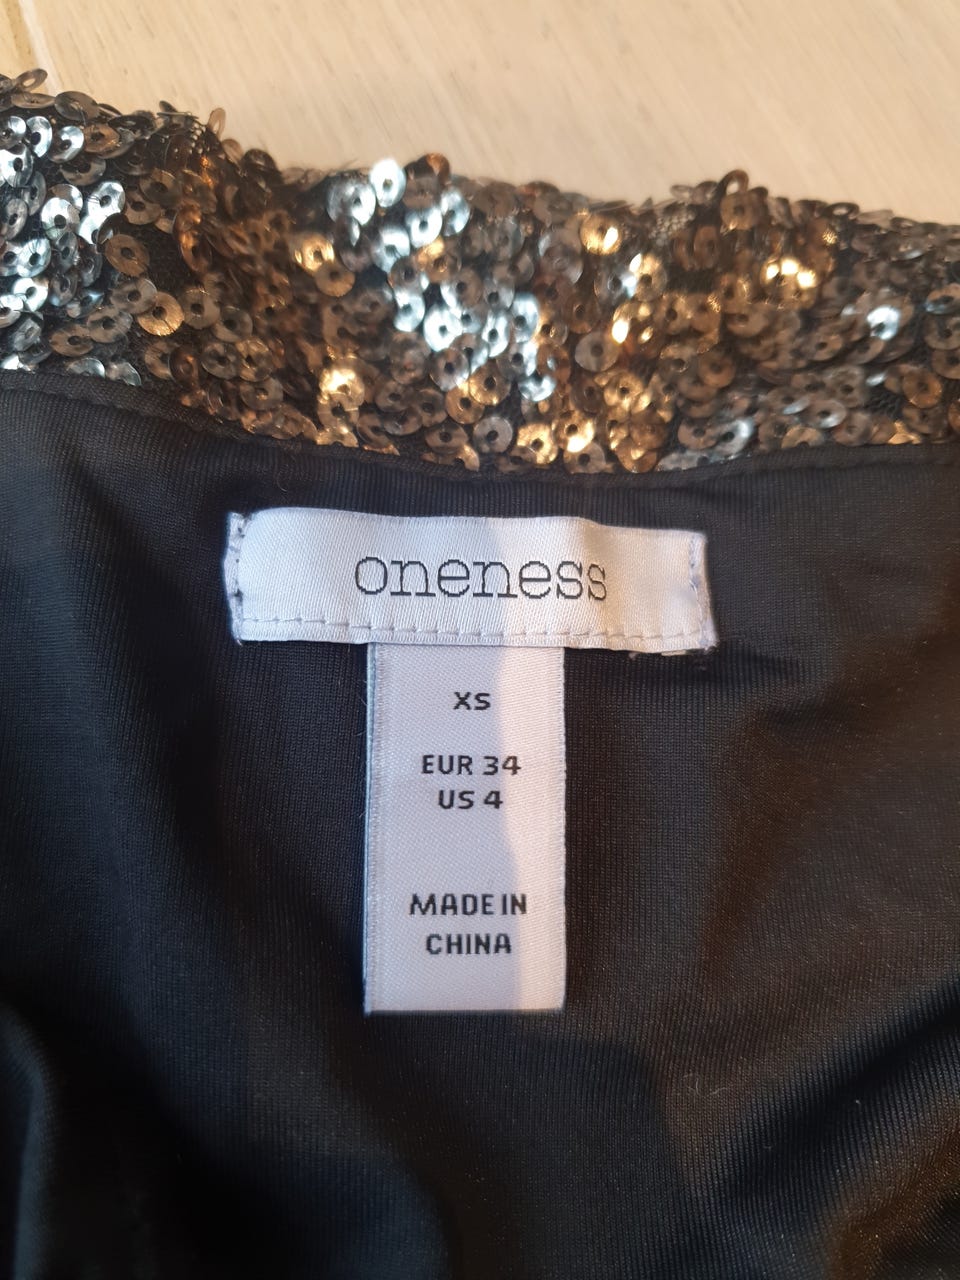 oneness
XS
EUR 34
US 4
MADE IN
CHINA